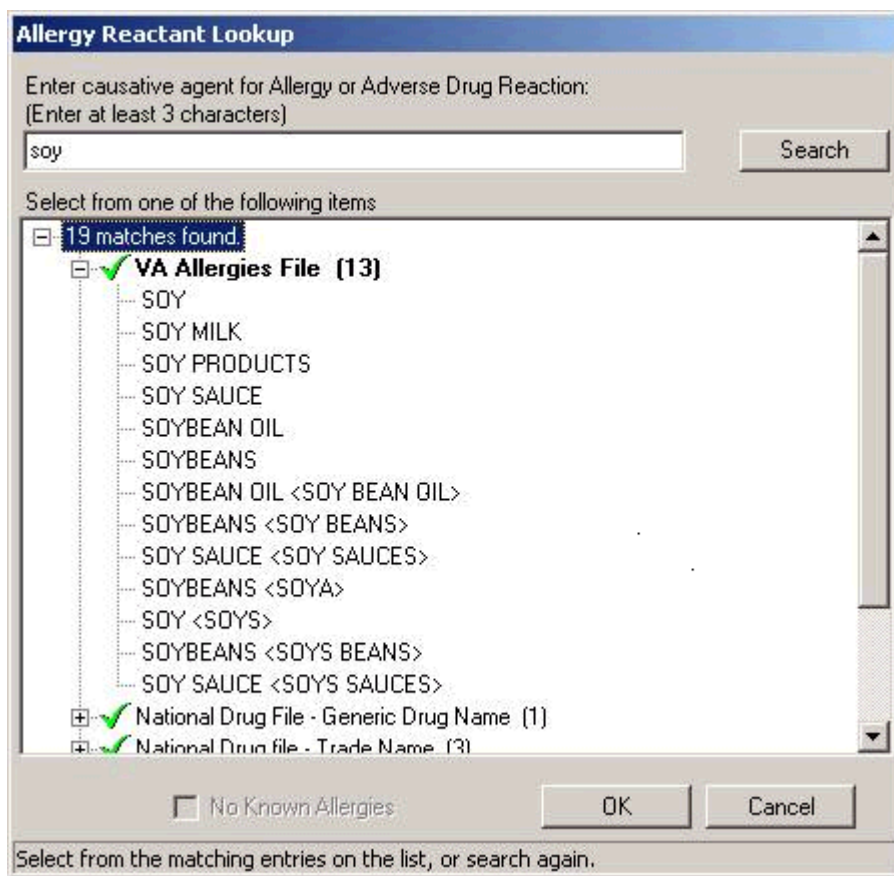 Allergy Reactant Lookup
Enter causative agent for Allergy or Adverse Drug Reaction:
(Enter at least 3 characters)
soy
Search
Select from one of the following items
19 matches found.
VA Allergies File (13)
SOY
SOY MILK
SOY PRODUCTS
SOY SAUCE
SOYBEAN OIL
SOYBEANS
SOYBEAN OIL <SOY BEAN OIL>
SOYBEANS <SOY BEANS>
SOY SAUCE <SOY SAUCES>
SOYBEANS <SOYA>
SOY <SOYS>
SOYBEANS <SOYS BEANS>
SOY SAUCE <SOYS SAUCES>
National Drug File - Generic Drug Name (1)
National Drug file - Trade Name (3)
No Known Allergies
OK
Cancel
Select from the matching entries on the list, or search again.